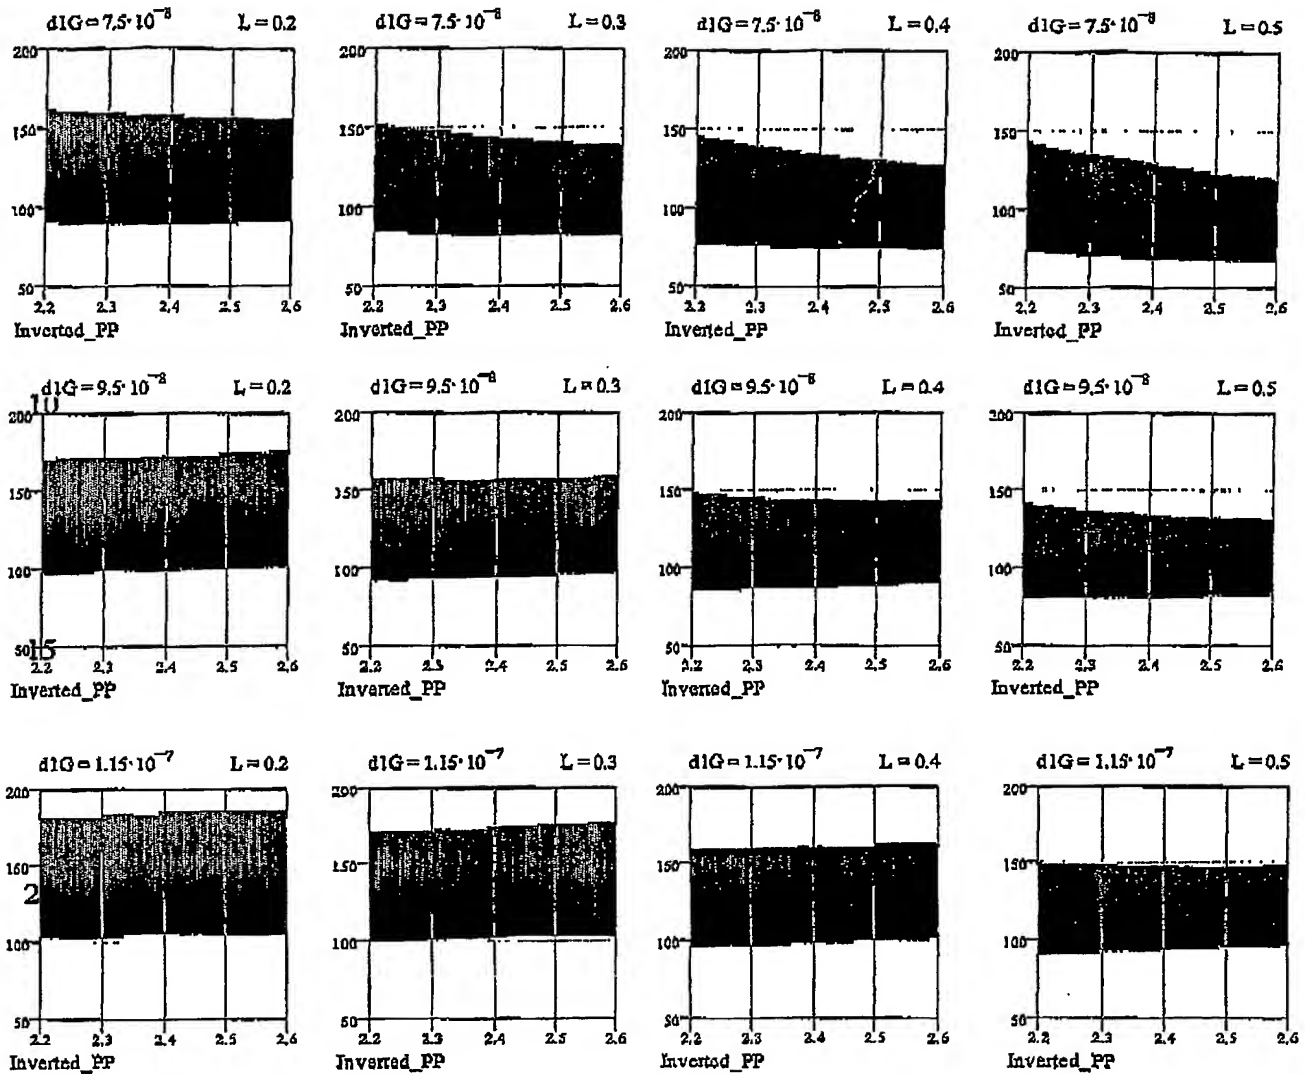 d1G=7.5·10⁻⁸ L=0.2 d1G=7.5·10⁻⁸ L=0.3 d1G=7.5·10⁻⁸ L=0.4 d1G=7.5·10⁻⁸ L=0.5
200 200 200 200
150 150 150 150
100 100 100 100
50 50 50 50
2.2 2.3 2.4 2.5 2.6 2.2 2.3 2.4 2.5 2.6 2.2 2.3 2.4 2.5 2.6 2.2 2.3 2.4 2.5 2.6
Inverted_PP Inverted_PP Inverted_PP Inverted_PP
d1G=9.5·10⁻⁸ L=0.2 d1G=9.5·10⁻⁸ L=0.3 d1G=9.5·10⁻⁸ L=0.4 d1G=9.5·10⁻⁸ L=0.5
10
200 200 200 200
150 150 150 150
100 100 100 100
50 15 50 50 50
2.2 2.3 2.4 2.5 2.6 2.2 2.3 2.4 2.5 2.6 2.2 2.3 2.4 2.5 2.6 2.2 2.3 2.4 2.5 2.6
Inverted_PP Inverted_PP Inverted_PP Inverted_PP
d1G=1.15·10⁻⁷ L=0.2 d1G=1.15·10⁻⁷ L=0.3 d1G=1.15·10⁻⁷ L=0.4 d1G=1.15·10⁻⁷ L=0.5
200 200 200 200
150 150 150 150
2
100 100 100 100
50 50 50 50
2.2 2.3 2.4 2.5 2.6 2.2 2.3 2.4 2.5 2.6 2.2 2.3 2.4 2.5 2.6 2.2 2.3 2.4 2.5 2.6
Inverted_PP Inverted_PP Inverted_PP Inverted_PP